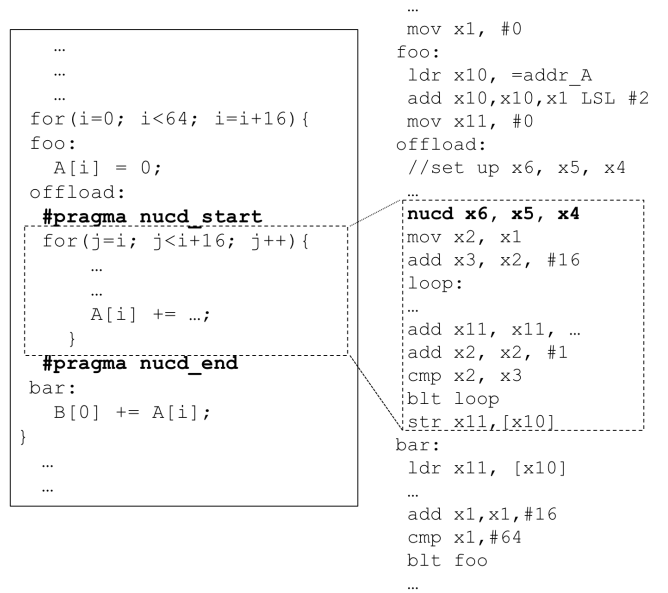 …
…
…
for(i=0; i<64; i=i+16){
foo:
A[i] = 0;
offload:
#pragma nucd_start
for(j=i; j<i+16; j++){
…
…
A[i] += …;
}
#pragma nucd_end
bar:
B[0] += A[i];
}
…
…
…
mov x1, #0
foo:
ldr x10, =addr_A
add x10,x10,x1 LSL #2
mov x11, #0
offload:
//set up x6, x5, x4
…
nucd x6, x5, x4
mov x2, x1
add x3, x2, #16
loop:
…
add x11, x11, …
add x2, x2, #1
cmp x2, x3
blt loop
str x11,[x10]
bar:
ldr x11, [x10]
…
add x1,x1,#16
cmp x1,#64
blt foo
…